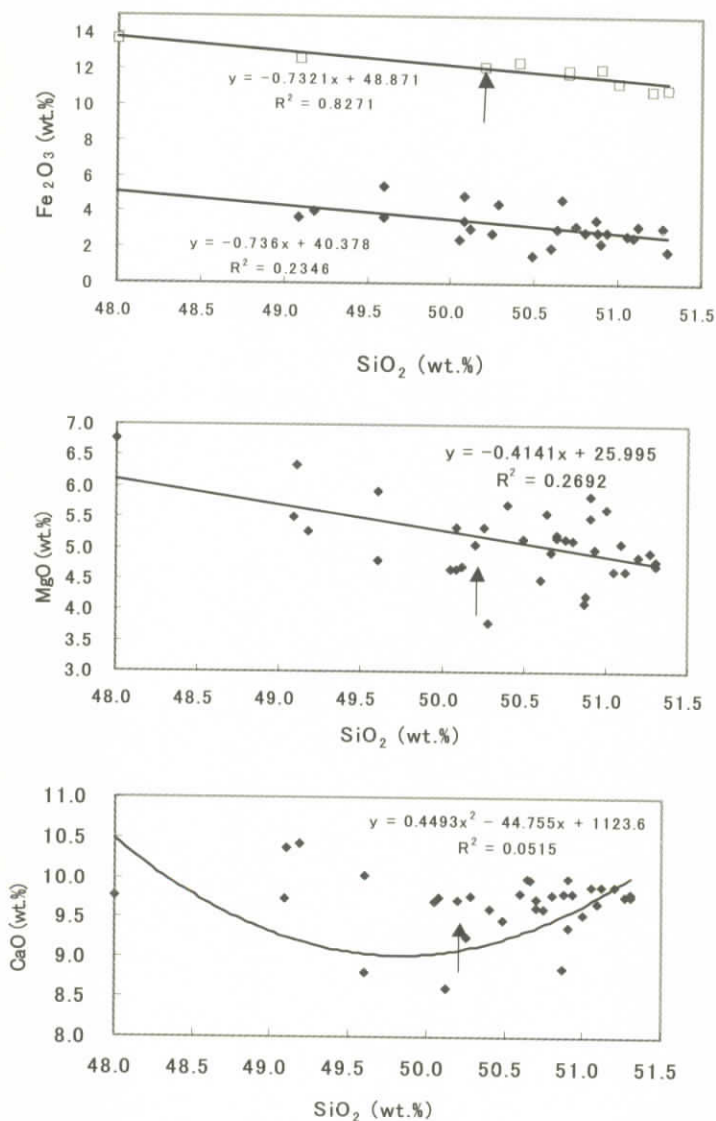 14
12
10
8
6
4
2
0
Fe₂O₃ (wt.%)
y = −0.7321x + 48.871
R² = 0.8271
y = −0.736x + 40.378
R² = 0.2346
48.0 48.5 49.0 49.5 50.0 50.5 51.0 51.5
SiO₂ (wt.%)
7.0
6.5
6.0
5.5
5.0
4.5
4.0
3.5
3.0
MgO (wt.%)
y = −0.4141x + 25.995
R² = 0.2692
48.0 48.5 49.0 49.5 50.0 50.5 51.0 51.5
SiO₂ (wt.%)
11.0
10.5
10.0
9.5
9.0
8.5
8.0
CaO (wt.%)
y = 0.4493x² − 44.755x + 1123.6
R² = 0.0515
48.0 48.5 49.0 49.5 50.0 50.5 51.0 51.5
SiO₂ (wt.%)